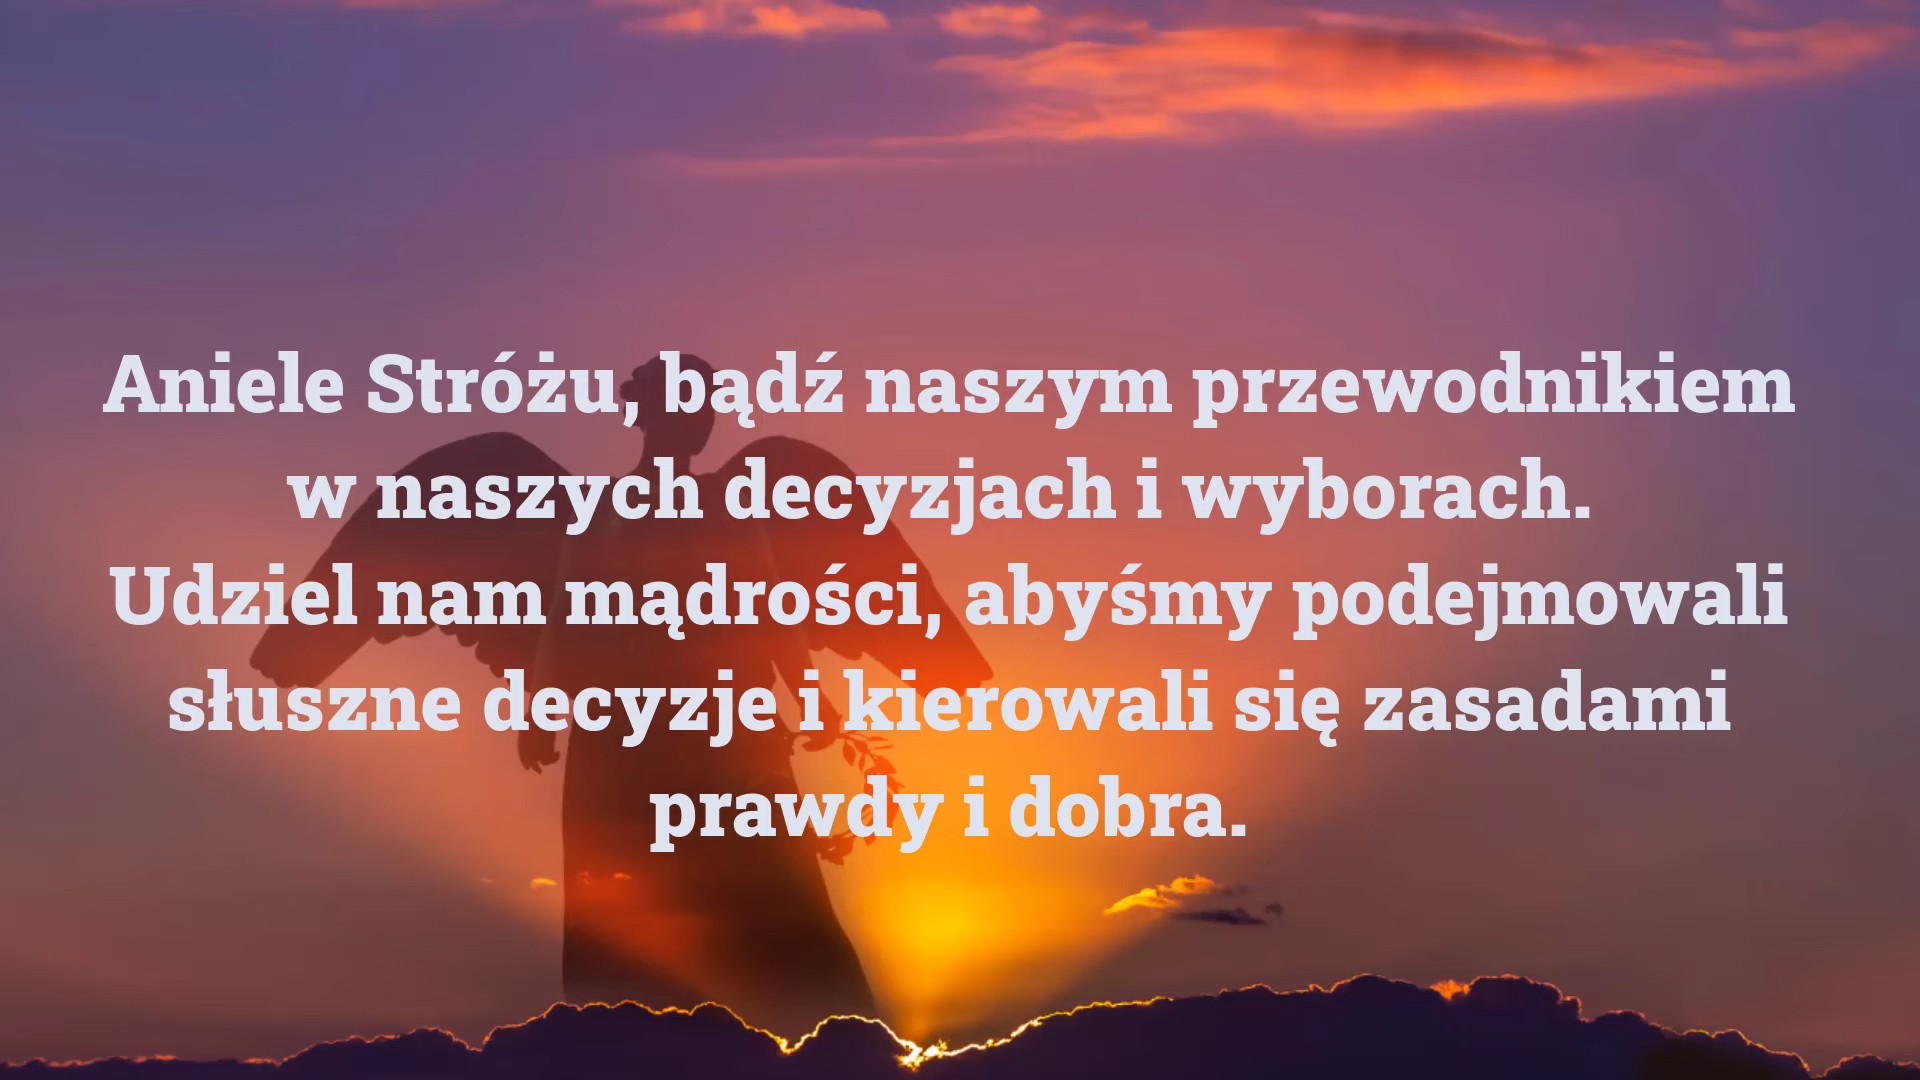 Aniele Stróżu, bądź naszym przewodnikiem
w naszych decyzjach i wyborach.
Udziel nam mądrości, abyśmy podejmowali
słuszne decyzje i kierowali się zasadami
prawdy i dobra.